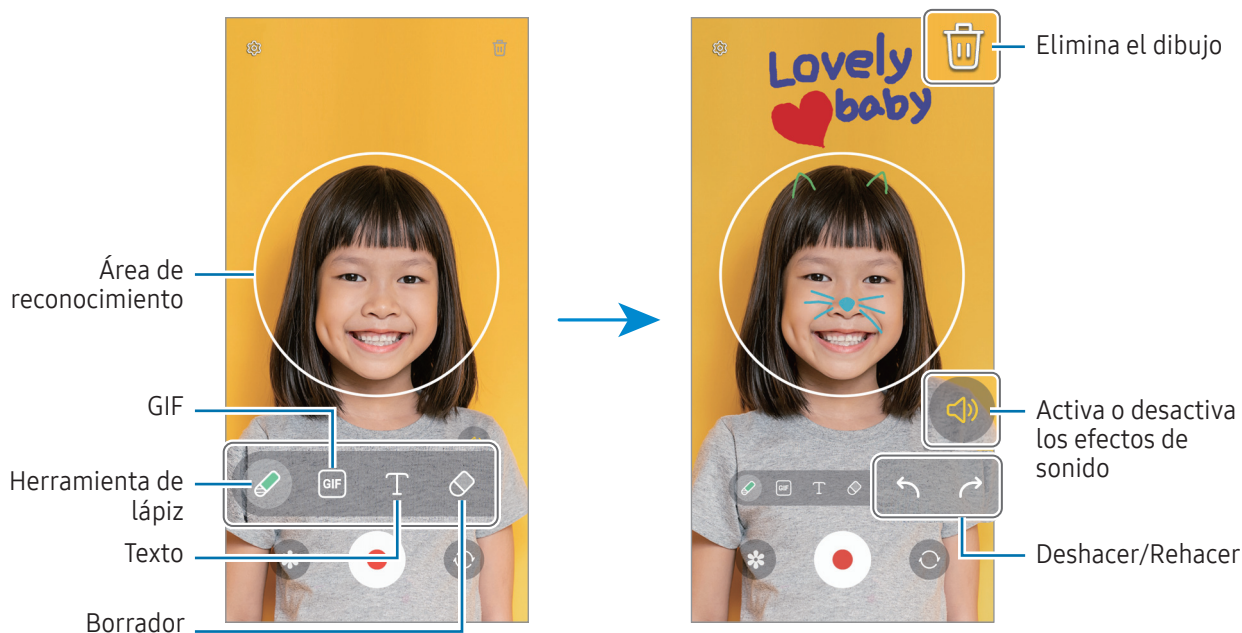 Área de
reconocimiento
GIF
Herramienta de
lápiz
Texto
Borrador
GIF
Lovely
baby
GIF
Elimina el dibujo
Activa o desactiva
los efectos de
sonido
Deshacer/Rehacer